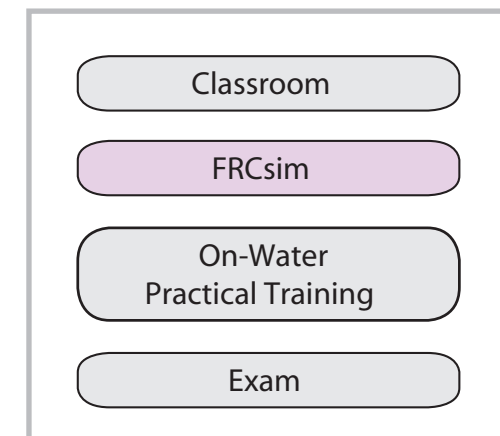 Classroom
FRCsim
On-Water
Practical Training
Exam